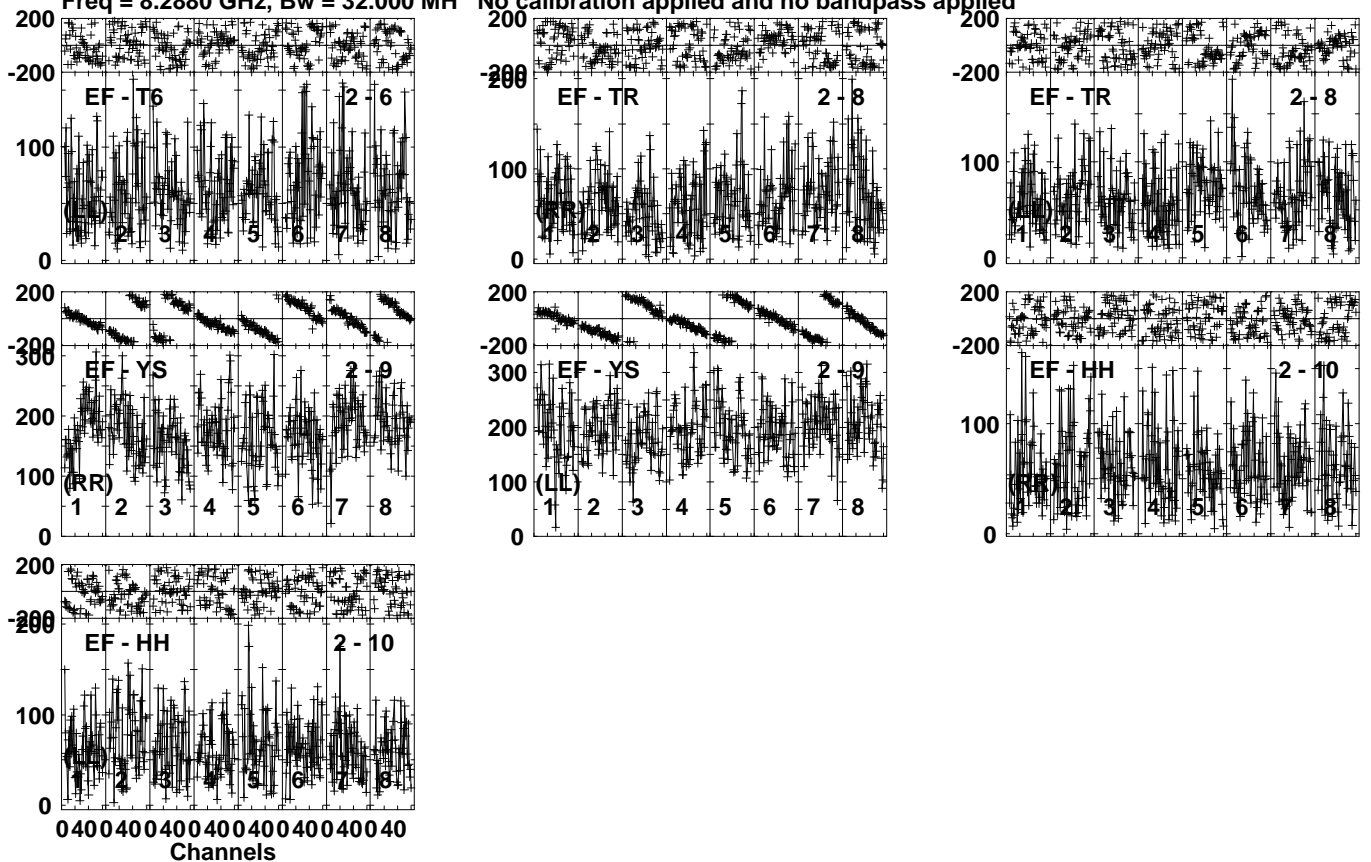 Freq = 8.2880 GHz, Bw = 32.000 MH No calibration applied and no bandpass applied
200
-200
EF - T6 2 - 6
100
(LL)
1 2 3 4 5 6 7 8
0
200
-200
200
EF - TR 2 - 8
100
(RR)
1 2 3 4 5 6 7 8
0
200
-200
EF - TR 2 - 8
100
(LL)
1 2 3 4 5 6 7 8
0
200
-200
300
EF - YS 2 - 9
200
100
(RR)
1 2 3 4 5 6 7 8
0
200
-200
300
EF - YS 2 - 9
200
100
(LL)
1 2 3 4 5 6 7 8
0
200
-200
EF - HH 2 - 10
100
(RR)
1 2 3 4 5 6 7 8
0
200
-200
200
EF - HH 2 - 10
100
(LL)
1 2 3 4 5 6 7 8
0
0 40 0 40 0 40 0 40 0 40 0 40 0 40 0 40
Channels